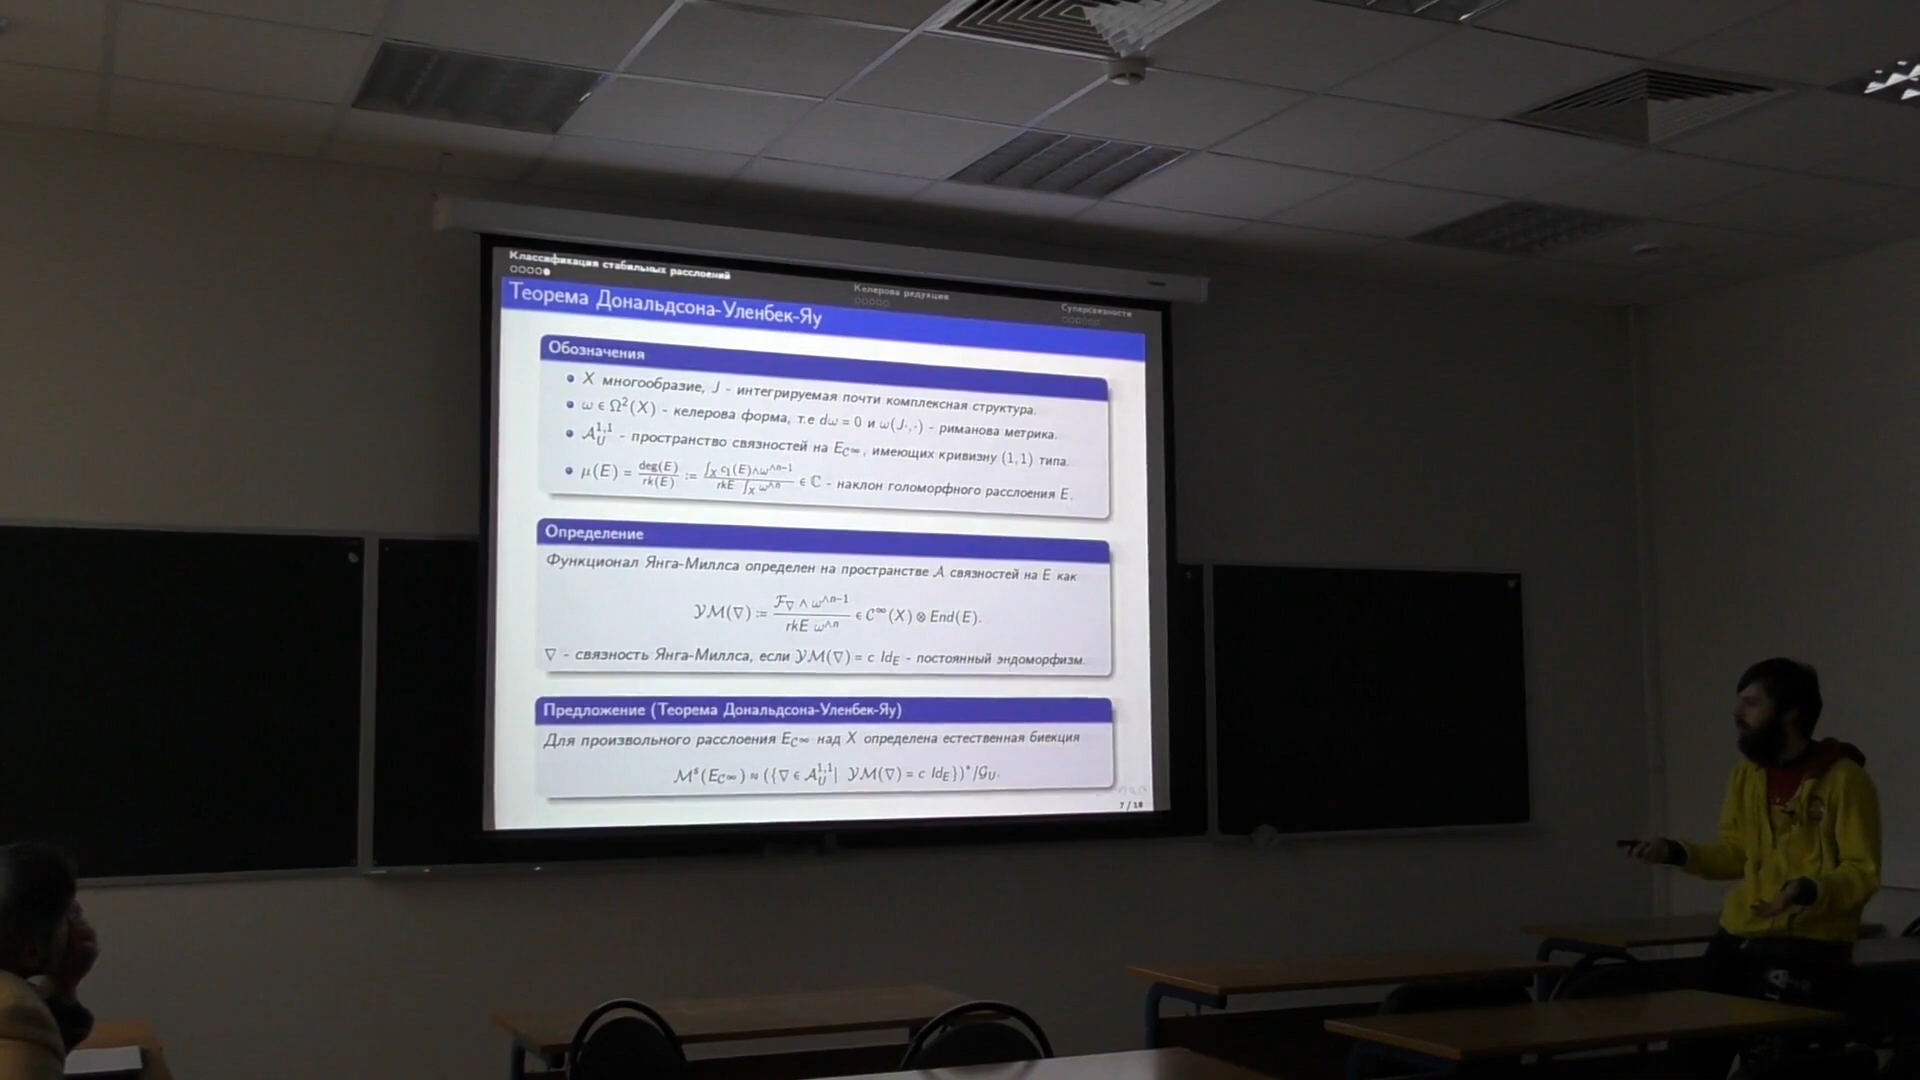 Классификация стабильных расслоений
Келерова редукция
Суперсвязности
Теорема Дональдсона-Уленбек-Яу
Обозначения
X многообразие, J - интегрируемая почти комплексная структура.
ω ∈ Ω²(X) - келерова форма, т.е dω = 0 и ω(J·,·) - риманова метрика.
𝒜_U^{1,1} - пространство связностей на E_{C^∞}, имеющих кривизну (1,1) типа.
μ(E) = deg(E)/rk(E) := ∫_X c₁(E)∧ω^{∧n−1} / rkE ∫_X ω^{∧n} ∈ ℂ - наклон голоморфного расслоения E.
Определение
Функционал Янга-Миллса определен на пространстве 𝒜 связностей на E как
𝒴ℳ(∇) := ℱ_∇ ∧ ω^{∧n−1} / rkE ω^{∧n} ∈ 𝒞^∞(X) ⊗ End(E).
∇ - связность Янга-Миллса, если 𝒴ℳ(∇) = c Id_E - постоянный эндоморфизм.
Предложение (Теорема Дональдсона-Уленбек-Яу)
Для произвольного расслоения E_{C^∞} над X определена естественная биекция
ℳ^s(E_{C^∞}) ≈ ({∇ ∈ 𝒜_U^{1,1} | 𝒴ℳ(∇) = c Id_E})^*/𝒢_U.
7 / 18